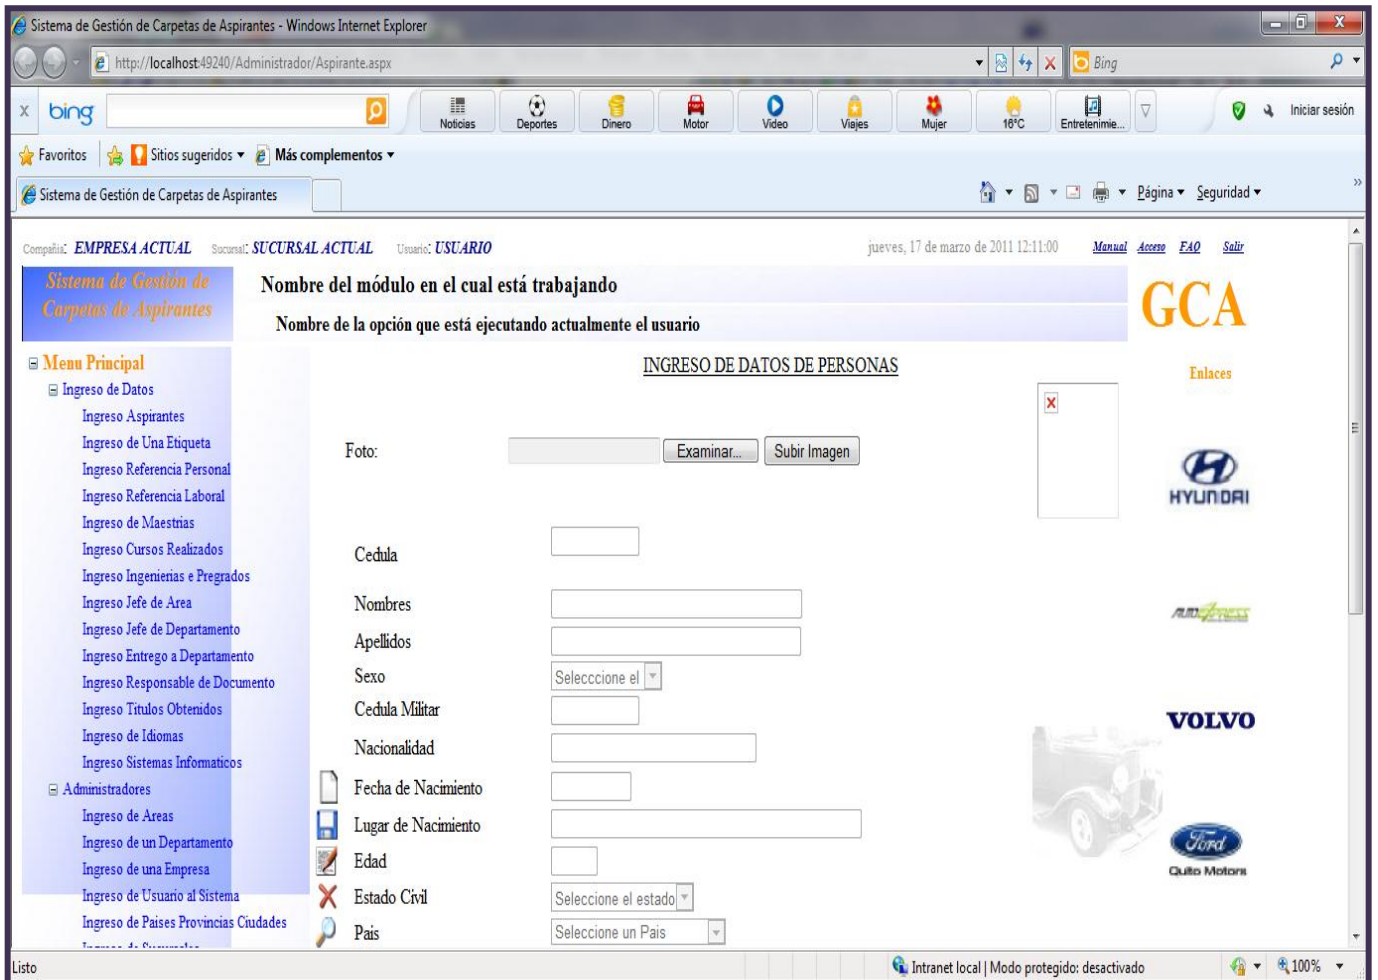 Sistema de Gestión de Carpetas de Aspirantes - Windows Internet Explorer
http://localhost:49240/Administrador/Aspirante.aspx
Bing
x bing
Noticias Deportes Dinero Motor Video Viajes Mujer 16°C Entretenimie...
Iniciar sesión
Favoritos Sitios sugeridos Más complementos
Sistema de Gestión de Carpetas de Aspirantes
Página Seguridad
Compañia: EMPRESA ACTUAL Sucursal: SUCURSAL ACTUAL Usuario: USUARIO
jueves, 17 de marzo de 2011 12:11:00 Manual Acceso FAQ Salir
Sistema de Gestión de
Carpetas de Aspirantes
Nombre del módulo en el cual está trabajando
Nombre de la opción que está ejecutando actualmente el usuario
GCA
Menu Principal
Ingreso de Datos
Ingreso Aspirantes
Ingreso de Una Etiqueta
Ingreso Referencia Personal
Ingreso Referencia Laboral
Ingreso de Maestrias
Ingreso Cursos Realizados
Ingreso Ingenierias e Pregrados
Ingreso Jefe de Area
Ingreso Jefe de Departamento
Ingreso Entrego a Departamento
Ingreso Responsable de Documento
Ingreso Titulos Obtenidos
Ingreso de Idiomas
Ingreso Sistemas Informaticos
Administradores
Ingreso de Areas
Ingreso de un Departamento
Ingreso de una Empresa
Ingreso de Usuario al Sistema
Ingreso de Paises Provincias Ciudades
INGRESO DE DATOS DE PERSONAS
Foto: Examinar... Subir Imagen
Cedula
Nombres
Apellidos
Sexo Selecccione el
Cedula Militar
Nacionalidad
Fecha de Nacimiento
Lugar de Nacimiento
Edad
Estado Civil Seleccione el estado
Pais Seleccione un Pais
Enlaces
HYUNDAI
VOLVO
Ford
Quito Motors
Listo
Intranet local | Modo protegido: desactivado
100%